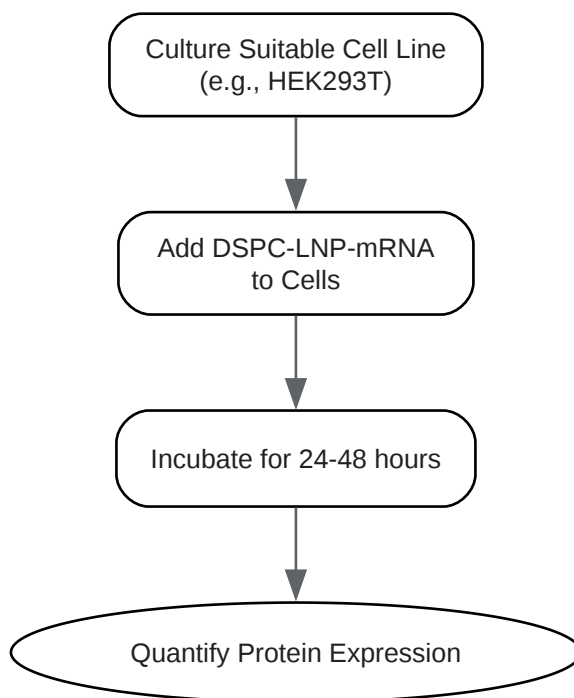 Culture Suitable Cell Line
(e.g., HEK293T)
Add DSPC-LNP-mRNA
to Cells
Incubate for 24-48 hours
Quantify Protein Expression